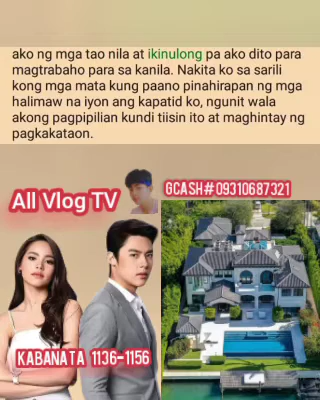 ako ng mga tao nila at ikinulong pa ako dito para
magtrabaho para sa kanila. Nakita ko sa sarili
kong mga mata kung paano pinahirapan ng mga
halimaw na iyon ang kapatid ko, ngunit wala
akong pagpipilian kundi tiisin ito at maghintay ng
pagkakataon.
GCASH#09310687321
All Vlog TV
KABANATA 1136-1156